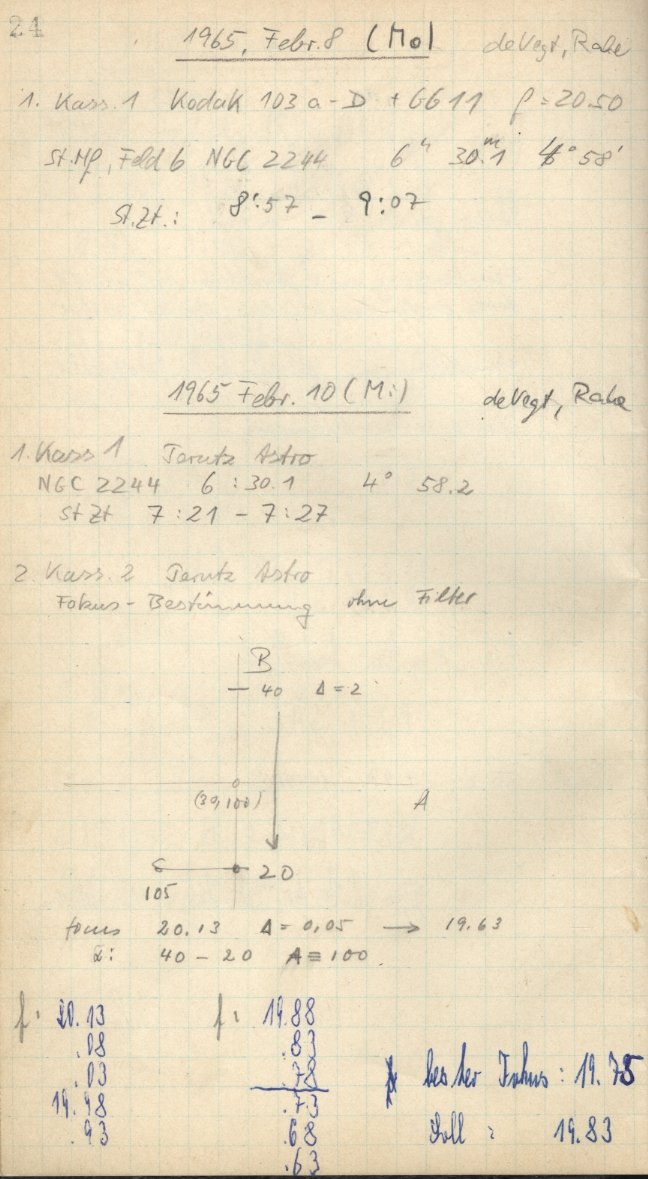 24
1965, Febr. 8 (Mo) deVegt, Rahe
1. Kass. 1 Kodak 103 a-D + GG 11 f = 20.50
St.Mp, Feld 6 NGC 2244 6ʰ 30ᵐ.1 4° 58'
St.Zt.: 8:57 - 9:07
1965 Febr. 10 (Mi) deVegt, Rahe
1. Kass 1 Perutz Astro
NGC 2244 6:30.1 4° 58.2
St Zt 7:21 - 7:27
2. Kass. 2 Perutz Astro
Fokus-Bestimmung ohne Filter
B
40 Δ=2
(39,100) A
20
105
focus 20.13 Δ = 0,05 → 19.63
40 - 20 A ≡ 100
f: 20.13 f: 19.88
.08 .83
.03 .78
19.98 .73
.93 .68
.63
bester Fokus: 19.75
Soll: 19.83